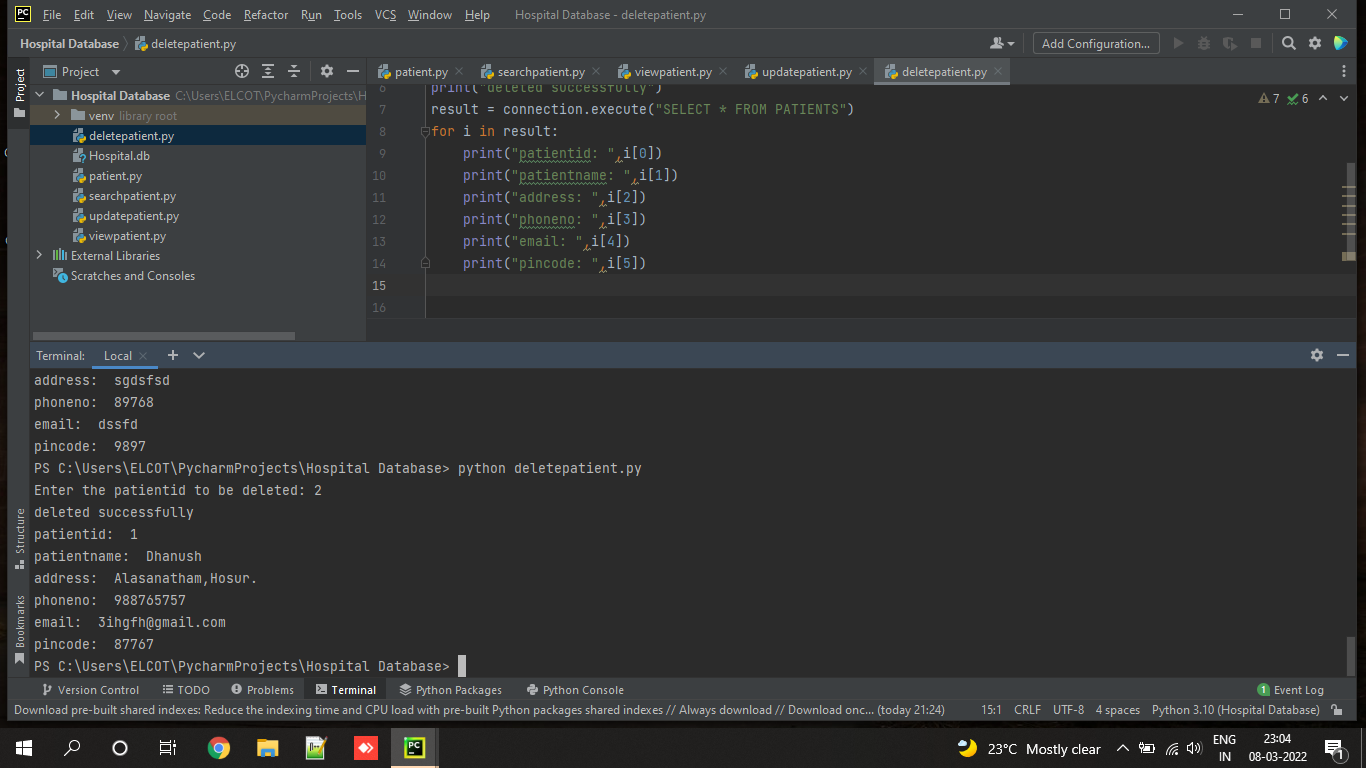 PC File Edit View Navigate Code Refactor Run Tools VCS Window Help Hospital Database - deletepatient.py
Hospital Database deletepatient.py Add Configuration...
Project patient.py searchpatient.py viewpatient.py updatepatient.py deletepatient.py
Project
Hospital Database C:\Users\ELCOT\PycharmProjects\H
venv library root
deletepatient.py
Hospital.db
patient.py
searchpatient.py
updatepatient.py
viewpatient.py
External Libraries
Scratches and Consoles
6 print("deleted successfully")
7 result = connection.execute("SELECT * FROM PATIENTS")
8 for i in result:
9 print("patientid: ",i[0])
10 print("patientname: ",i[1])
11 print("address: ",i[2])
12 print("phoneno: ",i[3])
13 print("email: ",i[4])
14 print("pincode: ",i[5])
15
16
7 6
Terminal: Local
address: sgdsfsd
phoneno: 89768
email: dssfd
pincode: 9897
PS C:\Users\ELCOT\PycharmProjects\Hospital Database> python deletepatient.py
Enter the patientid to be deleted: 2
deleted successfully
patientid: 1
patientname: Dhanush
address: Alasanatham,Hosur.
phoneno: 988765757
email: 3ihgfh@gmail.com
pincode: 87767
PS C:\Users\ELCOT\PycharmProjects\Hospital Database>
Structure
Bookmarks
Version Control TODO Problems Terminal Python Packages Python Console 1 Event Log
Download pre-built shared indexes: Reduce the indexing time and CPU load with pre-built Python packages shared indexes // Always download // Download onc... (today 21:24) 15:1 CRLF UTF-8 4 spaces Python 3.10 (Hospital Database)
PC 23°C Mostly clear ENG 23:04
IN 08-03-2022 1